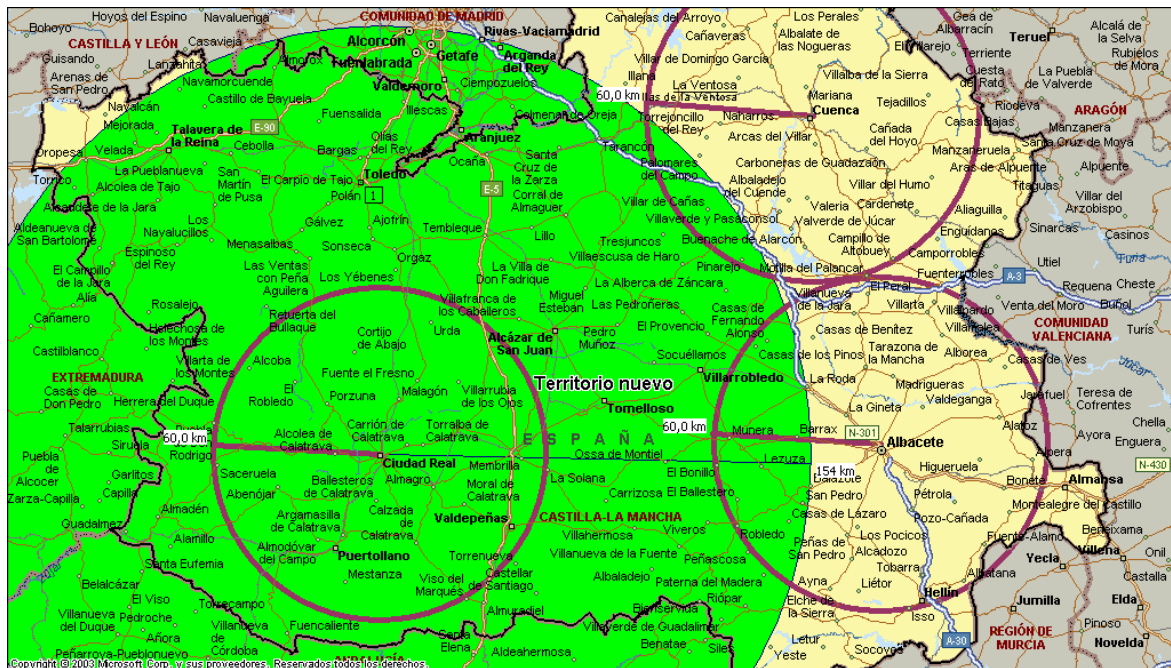 Hoyos del Espino
Navaluenga
COMUNIDAD DE MADRID
Canalejas del Arroyo
Los Perales
Gea de
Albarracín
Bohoyo
Casavieja
Rivas-Vaciamadrid
Cañaveras
Albalate de
las Nogueras
Teruel
Alcalá de
la Selva
CASTILLA Y LEÓN
Alcorcón
Getafe
Arganda
del Rey
El Villarejo
Terriente
Rubielos
de Mora
Guisando
Lanzahita
Almorox
Fuenlabrada
Villar de Domingo García
Villalba de la Sierra
Cuesta
del Rato
La Puebla
de Valverde
Arenas de
San Pedro
Navamorcuende
Valdemoro
Ciempozuelos
Illana
La Ventosa
Mariana
Tejadillos
Riodeva
ARAGÓN
Castillo de Bayuela
60,0 km
Cuenca
Navalcán
Fuensalida
Illescas
Colmenar de Oreja
Torrejoncillo
del Rey
Naharros
Casas Bajas
Manzanera
Mejorada
Talavera de
la Reina
E-90
Olías
del Rey
Aranjuez
Arcas del Villar
Cañada
del Hoyo
Santa Cruz de Moya
Oropesa
Velada
Cebolla
Bargas
Ocaña
Santa
Cruz de
la Zarza
Tarancón
Palomares
del Campo
Carboneras de Guadazaón
Manzaneruela
Aras de Alpuente
Alpuente
Torrico
La Pueblanueva
San
Martín
de Pusa
El Carpio de Tajo
Toledo
E-5
Albaladejo
del Cuende
Villar del Humo
Titaguas
Alcolea de Tajo
Polán
1
Corral de
Almaguer
Villar de Cañas
Valeria
Cardenete
Aliaguilla
Villar del
Arzobispo
Alcaudete de la Jara
Los
Navalucillos
Gálvez
Ajofrín
Tembleque
Villaverde y Pasaconsol
Valverde de Júcar
Enguídanos
Sinarcas
Casinos
Aldeanueva de
San Bartolomé
Menasalbas
Sonseca
Lillo
Tresjuncos
Buenache de Alarcón
Campillo de
Altobuey
Camporrobles
Turia
Espinoso
del Rey
Orgaz
Villaescusa de Haro
Utiel
El Campillo
de la Jara
Las Ventas
con Peña
Aguilera
Los Yébenes
La Villa de
Don Fadrique
Pinarejo
Motilla del Palancar
Fuenterrobles
A-3
Requena
Cheste
Alía
La Alberca de Záncara
El Peral
Rosalejo
Villafranca de
los Caballeros
Miguel
Esteban
Las Pedroñeras
Villanueva
de la Jara
Villarta
Villalpardo
Venta del Moro
Buñol
Cañamero
Helechosa de
los Montes
Retuerta del
Bullaque
Urda
Casas de
Fernando
Alonso
COMUNIDAD
VALENCIANA
Turís
Cortijo
de Abajo
Alcázar de
San Juan
Pedro
Muñoz
El Provencio
Casas de Benítez
Villamalea
Castilblanco
Villarta de
los Montes
Alcoba
Socuéllamos
Casas de los Pinos
Tarazona de
la Mancha
Alborea
Casas de Ves
Júcar
EXTREMADURA
Fuente el Fresno
Territorio nuevo
Villarrobledo
La Roda
Casas de
Don Pedro
Herrera del Duque
El
Robledo
Porzuna
Malagón
Villarrubia
de los Ojos
Tomelloso
Madrigueras
Valdeganga
Jarafuel
Teresa de
Cofrentes
Talarrubias
Alcolea de
Calatrava
Carrión de
Calatrava
Torralba de
Calatrava
ESPAÑA
60,0 km
La Gineta
Alatoz
Ayora
Siruela
60,0 km
Munera
Barrax
N-301
Albacete
Enguera
Puebla
de
Alcocer
Rodrigo
Ciudad Real
Membrilla
Ossa de Montiel
Lezuza
Alpera
La Llosa
N-430
Garlitos
Saceruela
Ballesteros
de Calatrava
Almagro
La Solana
El Bonillo
154 km
Balazote
Higueruela
Bonete
Almansa
Zarza-Capilla
Capilla
Abenójar
Moral de
Calatrava
Carrizosa
El Ballestero
San Pedro
Pétrola
Montealegre del Castillo
Almadén
Argamasilla
de Calatrava
Calzada
de
Calatrava
Valdepeñas
CASTILLA-LA MANCHA
Casas de Lázaro
Pozo-Cañada
Beneixama
Guadalmez
Alamillo
Almodóvar
del Campo
Villahermosa
Viveros
Robledo
Los Pocicos
Fuente-Álamo
Villena
Onil
Puertollano
Torrenueva
Villanueva de la Fuente
Peñas de
San Pedro
Alcadozo
Yecla
Santa Eufemia
Peñascosa
Tobarra
Albatana
Castalla
Belalcázar
Mestanza
Viso del
Marqués
Castellar
de Santiago
Albaladejo
Paterna del Madera
Ayna
Liétor
El Viso
Torrecampo
Riópar
Elche de
la Sierra
Hellín
Jumilla
Elda
Villanueva
del Duque
Pedroche
Almuradiel
Bienservida
Isso
Añora
Villanueva
de
Córdoba
Fuencaliente
Villaverde de Guadalimar
REGIÓN DE
MURCIA
Pinoso
Peñarroya-Pueblonuevo
Santa
Elena
Aldeahermosa
Benatae
Siles
Letur
Yeste
Socovos
A-30
Novelda
Copyright © 2003 Microsoft Corp. y sus proveedores. Reservados todos los derechos.